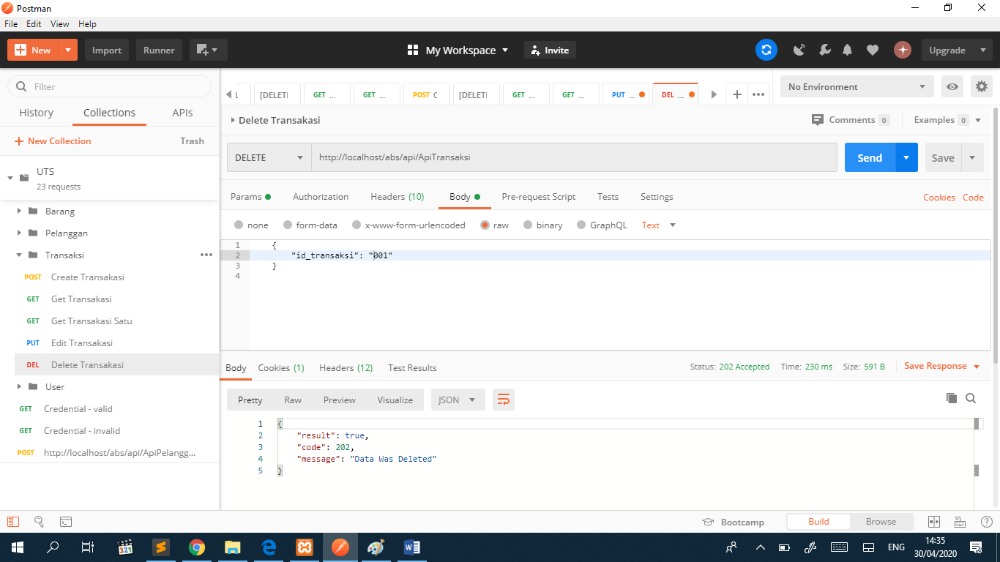 Postman
File Edit View Help
New Import Runner My Workspace Invite Upgrade
Filter
History Collections APIs
New Collection Trash
UTS
23 requests
Barang
Pelanggan
Transaksi
POST Create Transakasi
GET Get Transakasi
GET Get Transakasi Satu
PUT Edit Transakasi
DEL Delete Transakasi
User
GET Credential - valid
GET Credential - invalid
POST http://localhost/abs/api/ApiPelangg...
[DELETI GET ... GET ... POST C [DELETI GET ... GET ... PUT ... DEL ...
No Environment
Delete Transakasi Comments 0 Examples 0
DELETE http://localhost/abs/api/ApiTransaksi Send Save
Params Authorization Headers (10) Body Pre-request Script Tests Settings Cookies Code
none form-data x-www-form-urlencoded raw binary GraphQL Text
1 {
2 "id_transaksi": "001"
3 }
4
Body Cookies (1) Headers (12) Test Results Status: 202 Accepted Time: 230 ms Size: 591 B Save Response
Pretty Raw Preview Visualize JSON
1 {
2 "result": true,
3 "code": 202,
4 "message": "Data Was Deleted"
5 }
Bootcamp Build Browse
321
ENG
14:35
30/04/2020